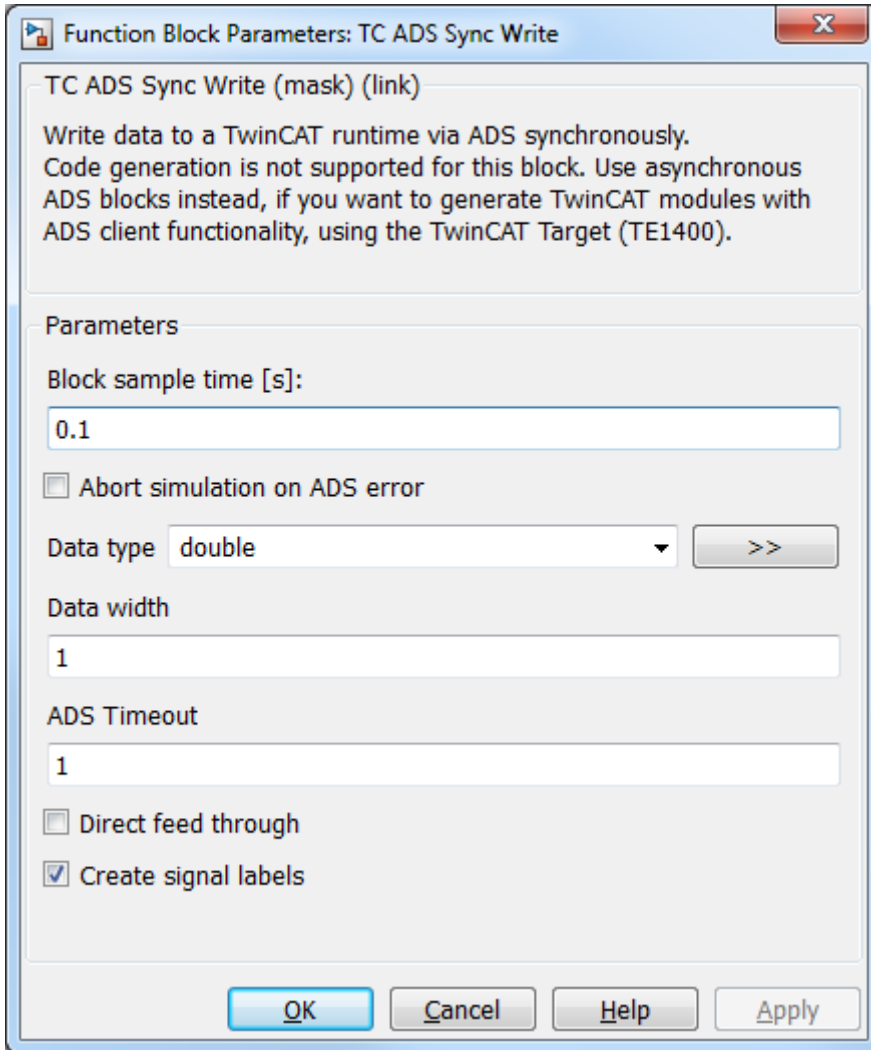 Function Block Parameters: TC ADS Sync Write
TC ADS Sync Write (mask) (link)
Write data to a TwinCAT runtime via ADS synchronously.
Code generation is not supported for this block. Use asynchronous
ADS blocks instead, if you want to generate TwinCAT modules with
ADS client functionality, using the TwinCAT Target (TE1400).
Parameters
Block sample time [s]:
0.1
Abort simulation on ADS error
Data type double >>
Data width
1
ADS Timeout
1
Direct feed through
Create signal labels
OK Cancel Help Apply